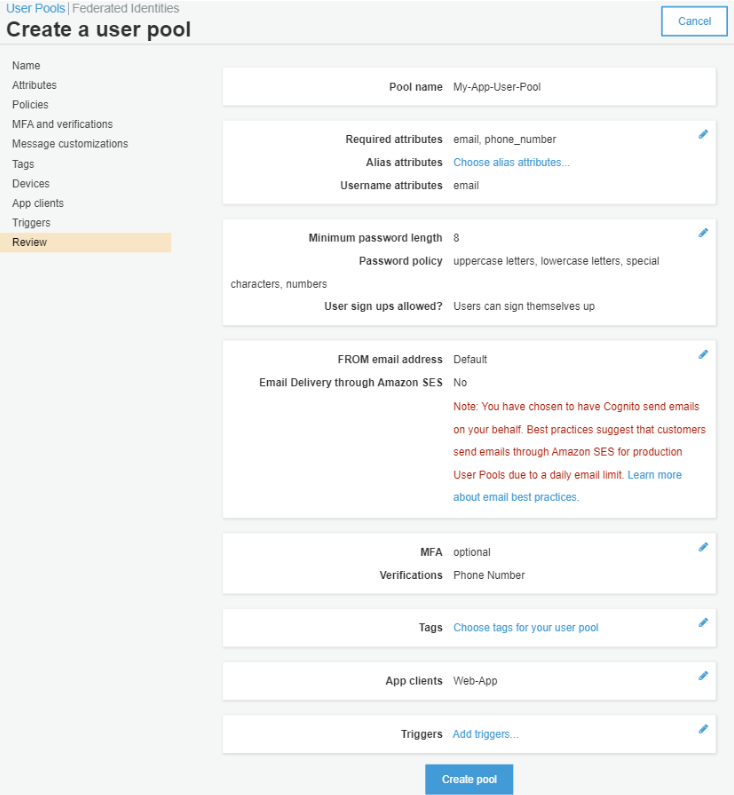 User Pools | Federated Identities
Create a user pool
Cancel
Name
Attributes
Policies
MFA and verifications
Message customizations
Tags
Devices
App clients
Triggers
Review
Pool name My-App-User-Pool
Required attributes email, phone_number
Alias attributes Choose alias attributes...
Username attributes email
Minimum password length 8
Password policy uppercase letters, lowercase letters, special
characters, numbers
User sign ups allowed? Users can sign themselves up
FROM email address Default
Email Delivery through Amazon SES No
Note: You have chosen to have Cognito send emails
on your behalf. Best practices suggest that customers
send emails through Amazon SES for production
User Pools due to a daily email limit. Learn more
about email best practices.
MFA optional
Verifications Phone Number
Tags Choose tags for your user pool
App clients Web-App
Triggers Add triggers...
Create pool